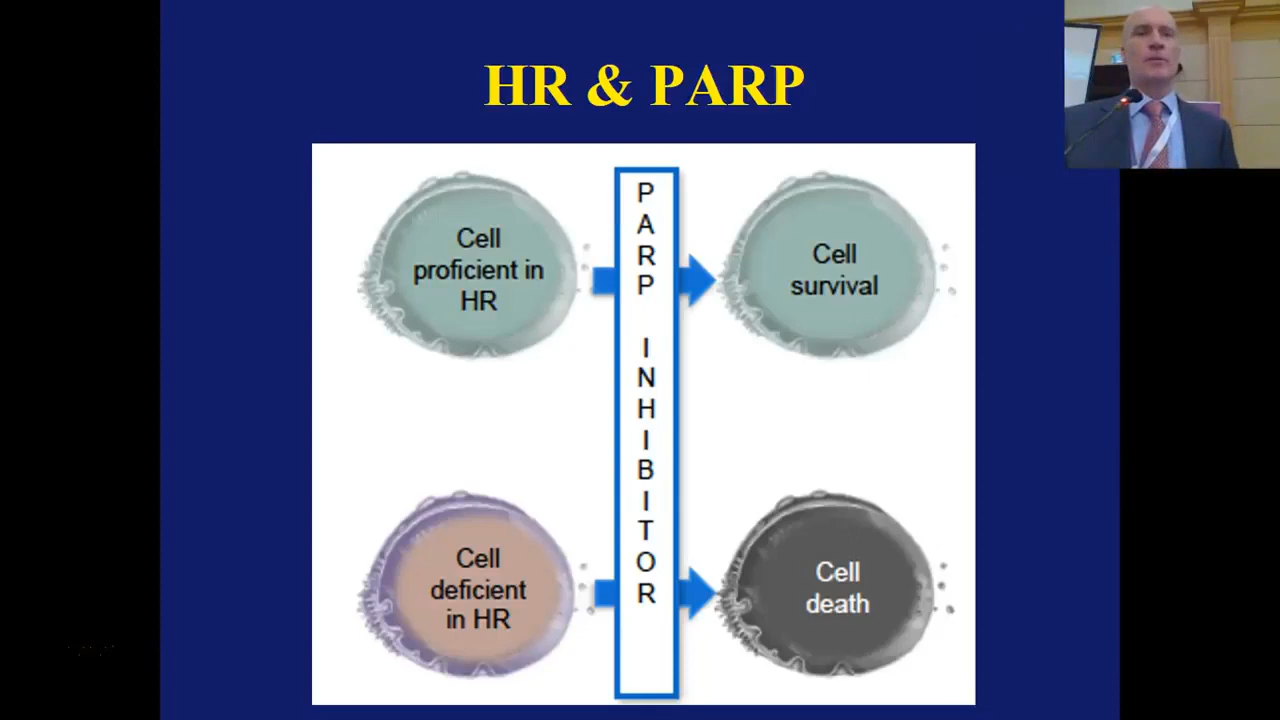 HR & PARP
Cell
proficient in
HR
P
A
R
P
I
N
H
I
B
I
T
O
R
Cell
survival
Cell
deficient
in HR
Cell
death